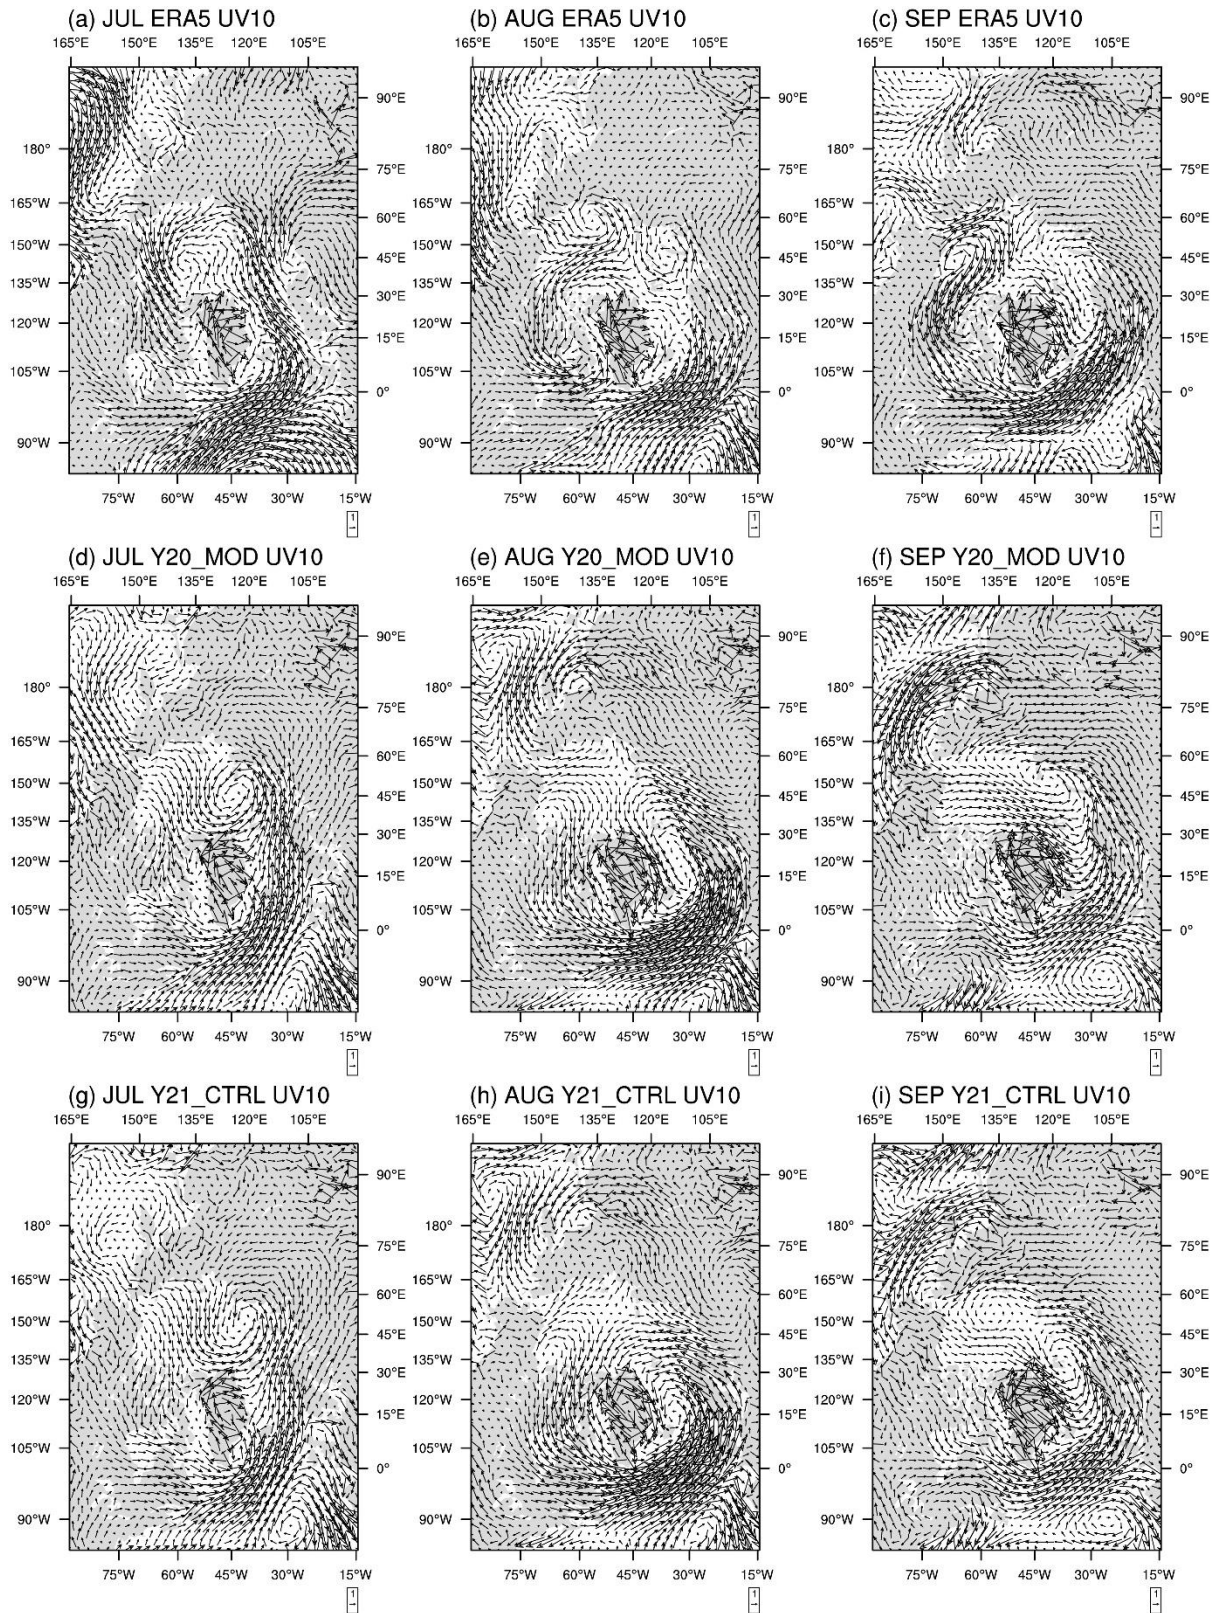 (a) JUL ERA5 UV10 (b) AUG ERA5 UV10 (c) SEP ERA5 UV10
165°E 150°E 135°E 120°E 105°E 165°E 150°E 135°E 120°E 105°E 165°E 150°E 135°E 120°E 105°E
90°E 90°E 90°E
180° 180° 180°
75°E 75°E 75°E
165°W 165°W 165°W
60°E 60°E 60°E
150°W 150°W 150°W
45°E 45°E 45°E
135°W 135°W 135°W
30°E 30°E 30°E
120°W 120°W 120°W
15°E 15°E 15°E
105°W 105°W 105°W
0° 0° 0°
90°W 90°W 90°W
75°W 60°W 45°W 30°W 15°W 75°W 60°W 45°W 30°W 15°W 75°W 60°W 45°W 30°W 15°W
1 1 1
(d) JUL Y20_MOD UV10 (e) AUG Y20_MOD UV10 (f) SEP Y20_MOD UV10
165°E 150°E 135°E 120°E 105°E 165°E 150°E 135°E 120°E 105°E 165°E 150°E 135°E 120°E 105°E
90°E 90°E 90°E
180° 180° 180°
75°E 75°E 75°E
165°W 165°W 165°W
60°E 60°E 60°E
150°W 150°W 150°W
45°E 45°E 45°E
135°W 135°W 135°W
30°E 30°E 30°E
120°W 120°W 120°W
15°E 15°E 15°E
105°W 105°W 105°W
0° 0° 0°
90°W 90°W 90°W
75°W 60°W 45°W 30°W 15°W 75°W 60°W 45°W 30°W 15°W 75°W 60°W 45°W 30°W 15°W
1 1 1
(g) JUL Y21_CTRL UV10 (h) AUG Y21_CTRL UV10 (i) SEP Y21_CTRL UV10
165°E 150°E 135°E 120°E 105°E 165°E 150°E 135°E 120°E 105°E 165°E 150°E 135°E 120°E 105°E
90°E 90°E 90°E
180° 180° 180°
75°E 75°E 75°E
165°W 165°W 165°W
60°E 60°E 60°E
150°W 150°W 150°W
45°E 45°E 45°E
135°W 135°W 135°W
30°E 30°E 30°E
120°W 120°W 120°W
15°E 15°E 15°E
105°W 105°W 105°W
0° 0° 0°
90°W 90°W 90°W
75°W 60°W 45°W 30°W 15°W 75°W 60°W 45°W 30°W 15°W 75°W 60°W 45°W 30°W 15°W
1 1 1